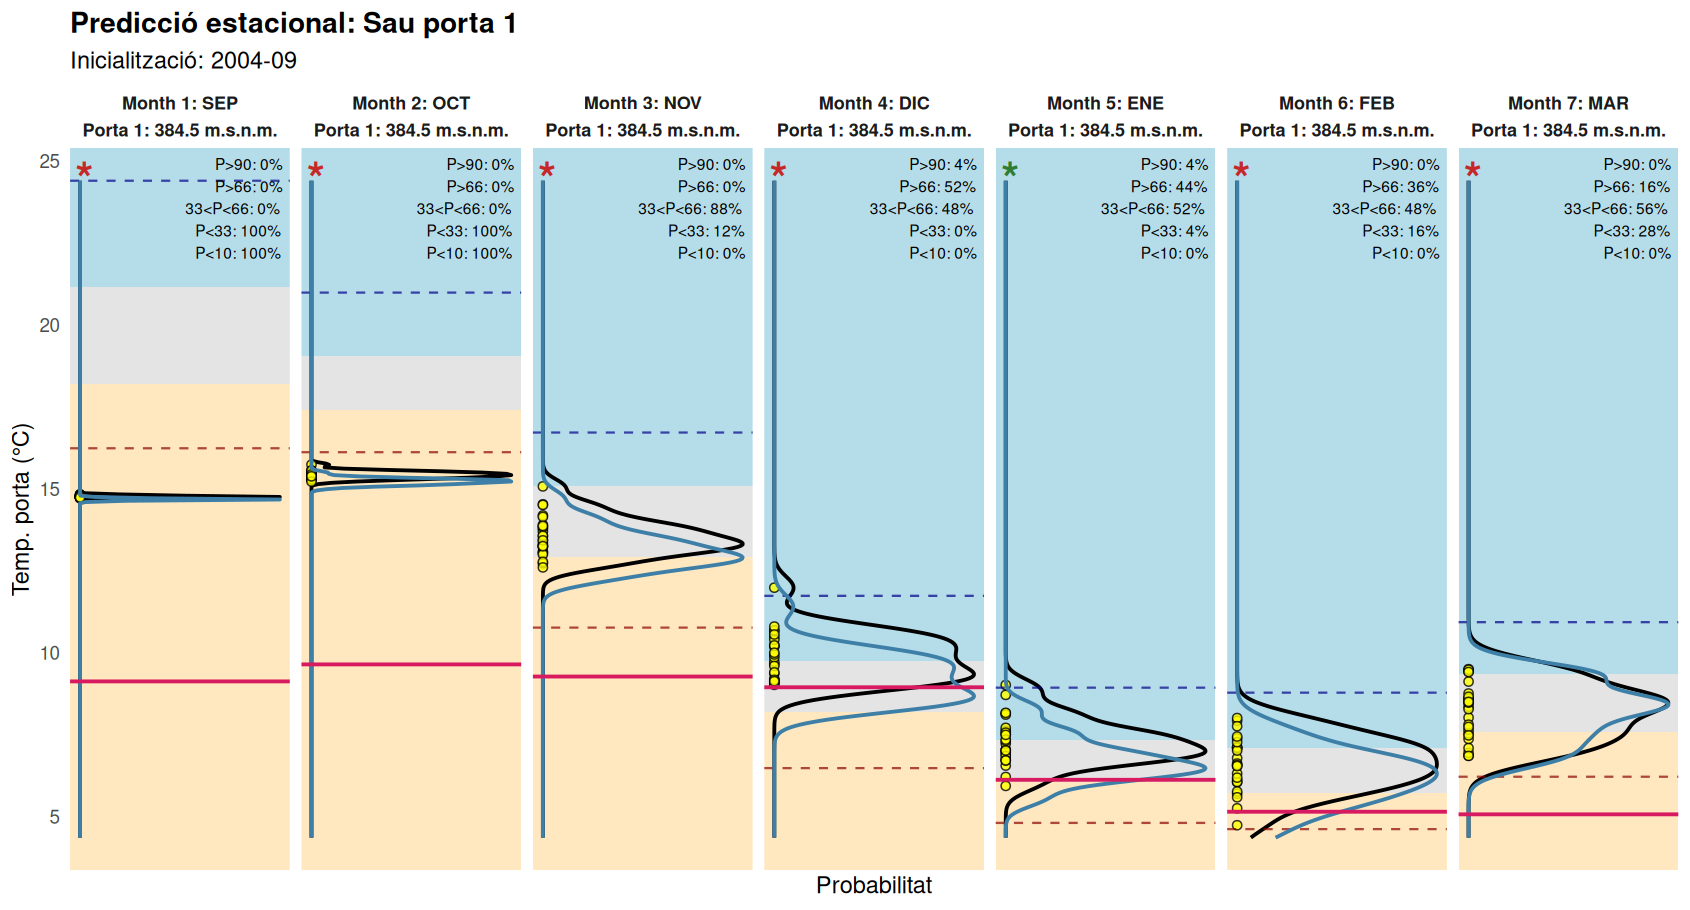 Predicció estacional: Sau porta 1
Inicialització: 2004-09
Month 1: SEP
Porta 1: 384.5 m.s.n.m.
Month 2: OCT
Porta 1: 384.5 m.s.n.m.
Month 3: NOV
Porta 1: 384.5 m.s.n.m.
Month 4: DIC
Porta 1: 384.5 m.s.n.m.
Month 5: ENE
Porta 1: 384.5 m.s.n.m.
Month 6: FEB
Porta 1: 384.5 m.s.n.m.
Month 7: MAR
Porta 1: 384.5 m.s.n.m.
Temp. porta (°C)
25
20
15
10
5
*
P>90: 0%
P>66: 0%
33<P<66: 0%
P<33: 100%
P<10: 100%
*
P>90: 0%
P>66: 0%
33<P<66: 0%
P<33: 100%
P<10: 100%
*
P>90: 0%
P>66: 0%
33<P<66: 88%
P<33: 12%
P<10: 0%
*
P>90: 4%
P>66: 52%
33<P<66: 48%
P<33: 0%
P<10: 0%
*
P>90: 4%
P>66: 44%
33<P<66: 52%
P<33: 4%
P<10: 0%
*
P>90: 0%
P>66: 36%
33<P<66: 48%
P<33: 16%
P<10: 0%
*
P>90: 0%
P>66: 16%
33<P<66: 56%
P<33: 28%
P<10: 0%
Probabilitat